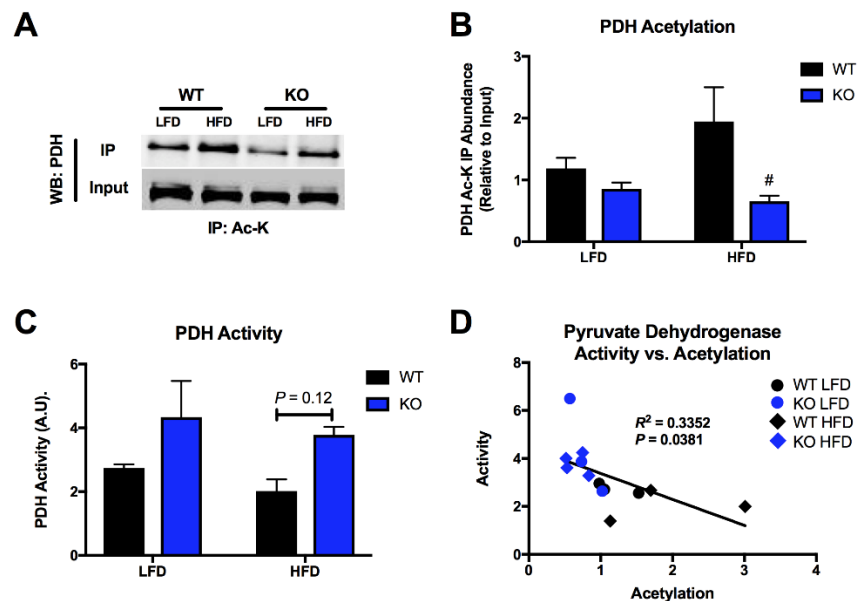 A
WT KO
LFD HFD LFD HFD
WB: PDH
IP
Input
IP: Ac-K
B
PDH Acetylation
PDH Ac-K IP Abundance
(Relative to Input)
3
2
1
0
LFD HFD
#
WT
KO
C
PDH Activity
PDH Activity (A.U).
6
4
2
0
LFD HFD
P = 0.12
WT
KO
D
Pyruvate Dehydrogenase
Activity vs. Acetylation
Activity
8
6
4
2
0
0 1 2 3 4
Acetylation
R² = 0.3352
P = 0.0381
WT LFD
KO LFD
WT HFD
KO HFD